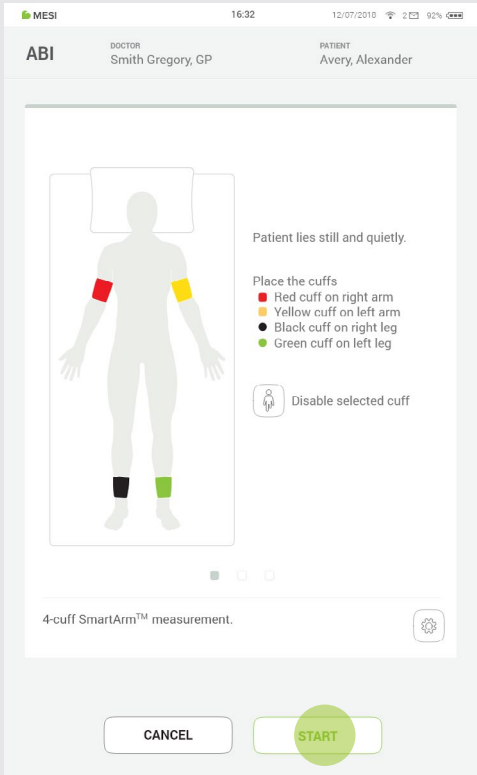 MESI 16:32 12/07/2018 2 92%
ABI
DOCTOR
Smith Gregory, GP
PATIENT
Avery, Alexander
Patient lies still and quietly.
Place the cuffs
Red cuff on right arm
Yellow cuff on left arm
Black cuff on right leg
Green cuff on left leg
Disable selected cuff
4-cuff SmartArm™ measurement.
CANCEL
START